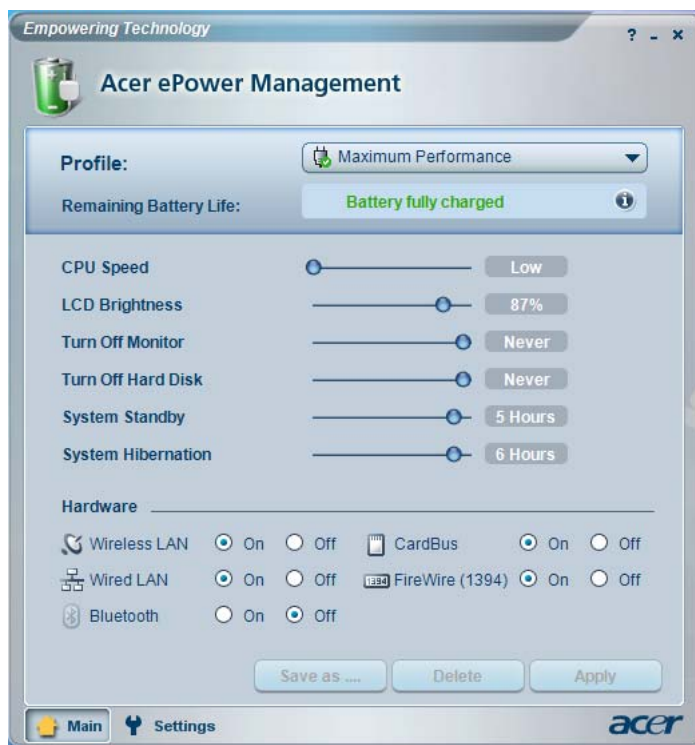 Empowering Technology
? - x
Acer ePower Management
Profile: Maximum Performance
Remaining Battery Life: Battery fully charged
CPU Speed Low
LCD Brightness 87%
Turn Off Monitor Never
Turn Off Hard Disk Never
System Standby 5 Hours
System Hibernation 6 Hours
Hardware
Wireless LAN On Off CardBus On Off
Wired LAN On Off 1394 FireWire (1394) On Off
Bluetooth On Off
Save as .... Delete Apply
Main Settings acer